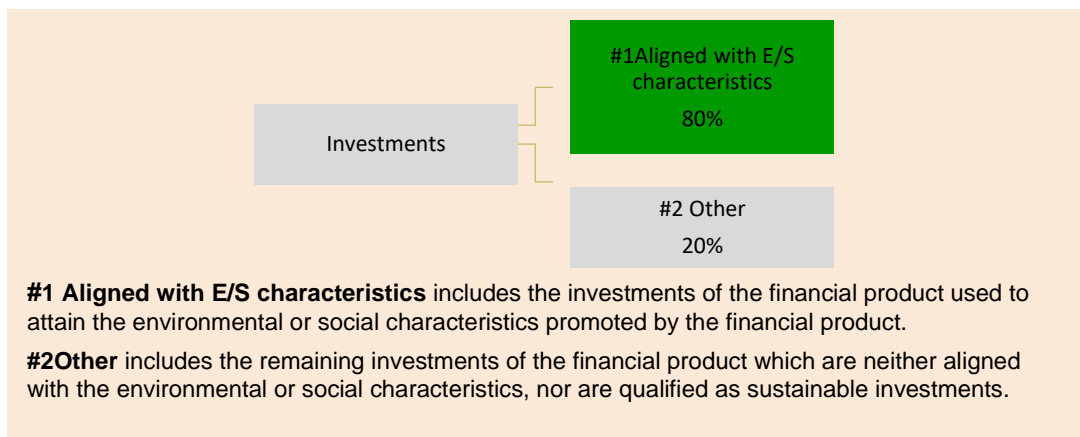 #1Aligned with E/S
characteristics
80%
Investments
#2 Other
20%
#1 Aligned with E/S characteristics includes the investments of the financial product used to
attain the environmental or social characteristics promoted by the financial product.
#2Other includes the remaining investments of the financial product which are neither aligned
with the environmental or social characteristics, nor are qualified as sustainable investments.